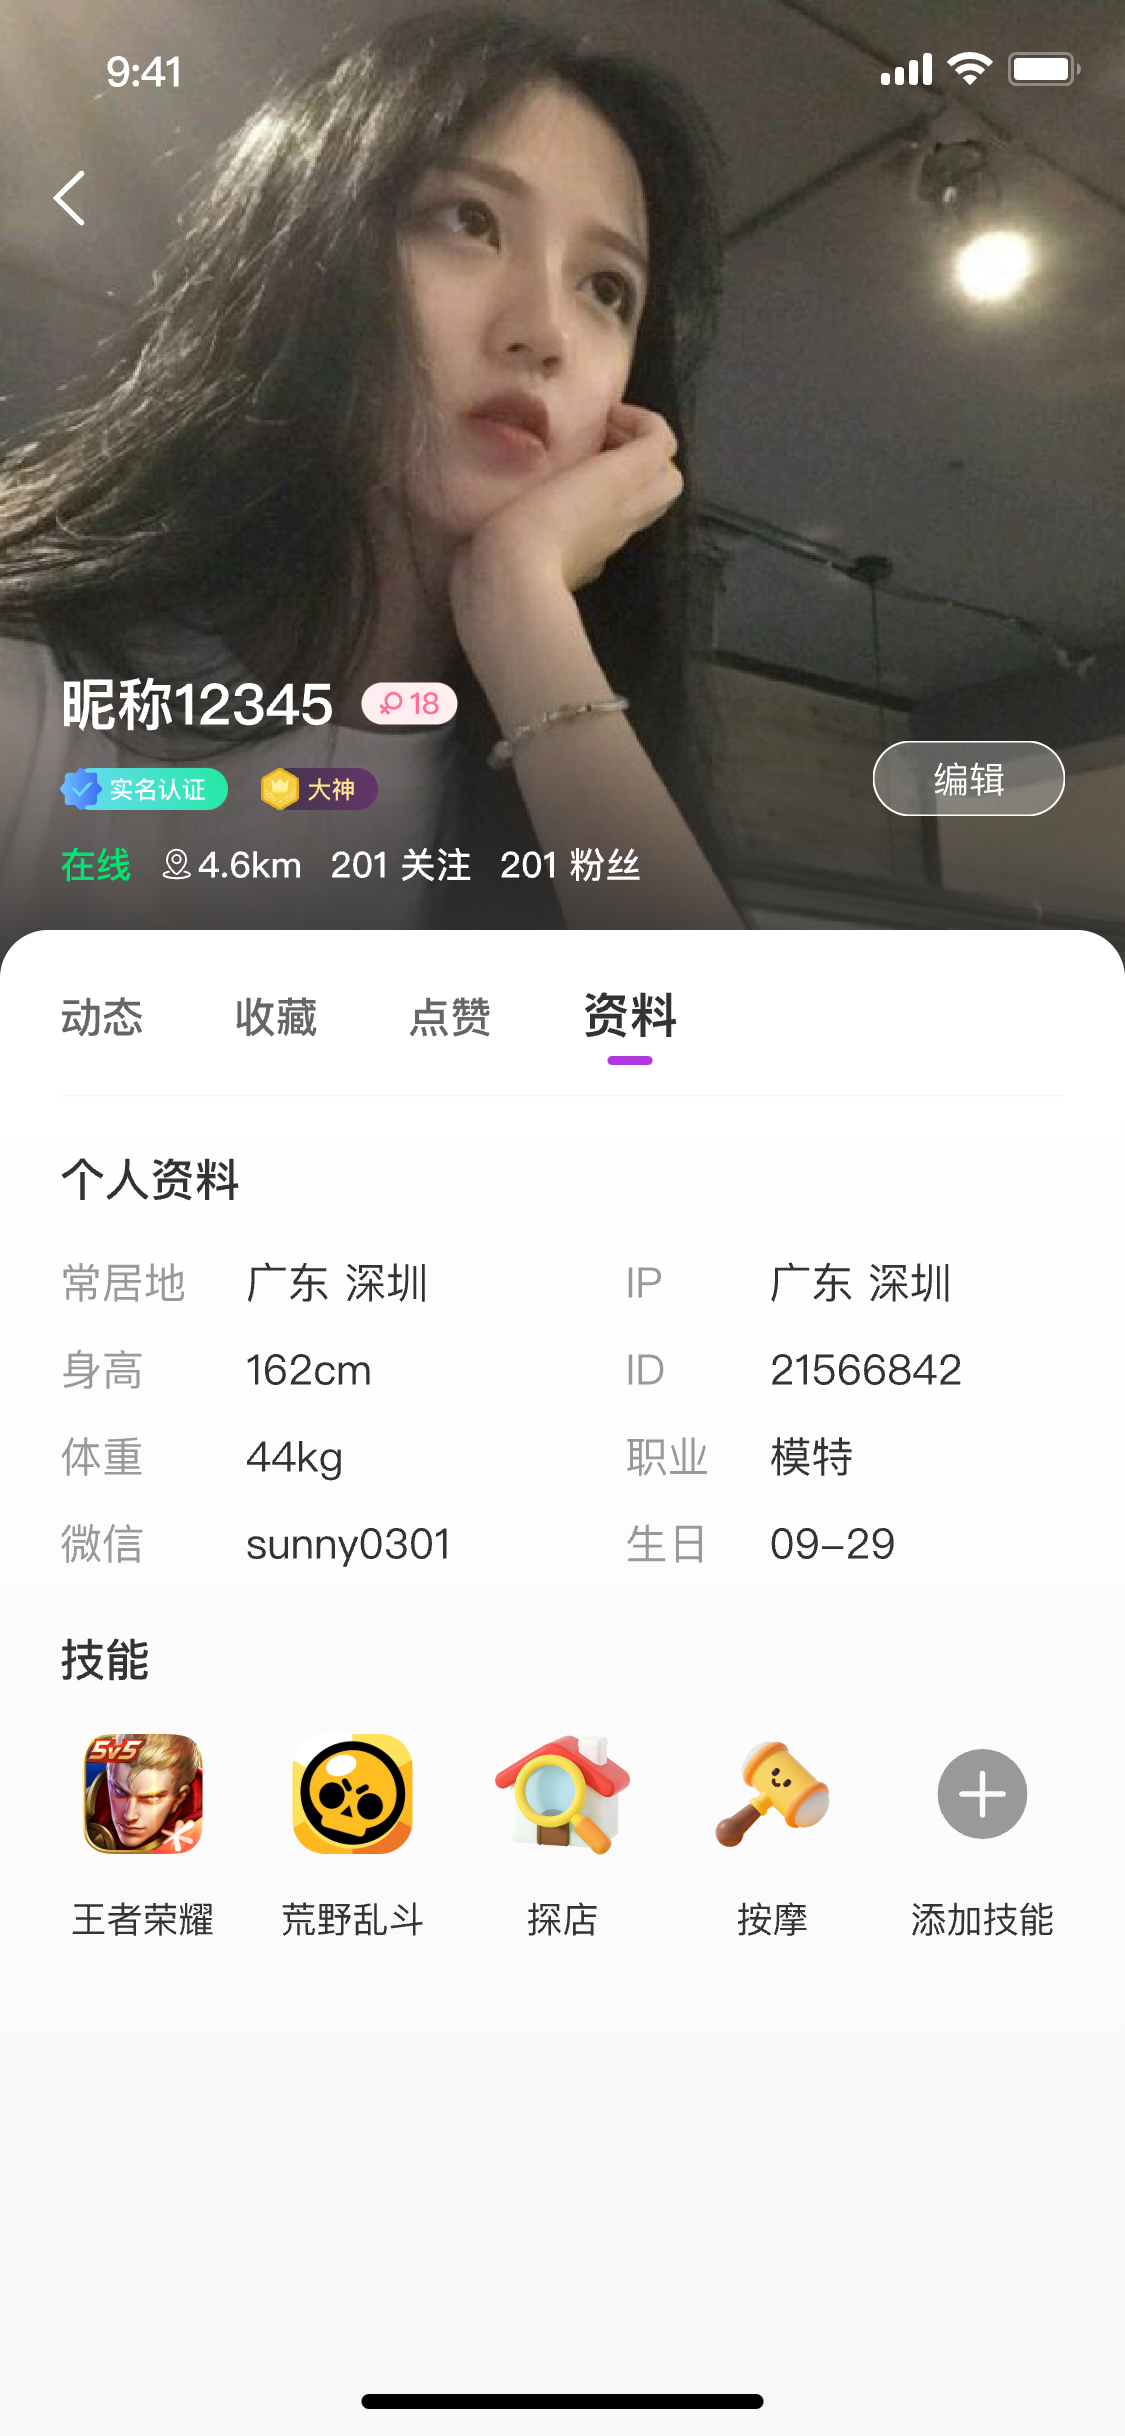 9:41
昵称12345 18
实名认证 大神
编辑
在线 4.6km 201 关注 201 粉丝
动态 收藏 点赞 资料
个人资料
常居地 广东 深圳 IP 广东 深圳
身高 162cm ID 21566842
体重 44kg 职业 模特
微信 sunny0301 生日 09-29
技能
5v5
王者荣耀 荒野乱斗 探店 按摩 添加技能